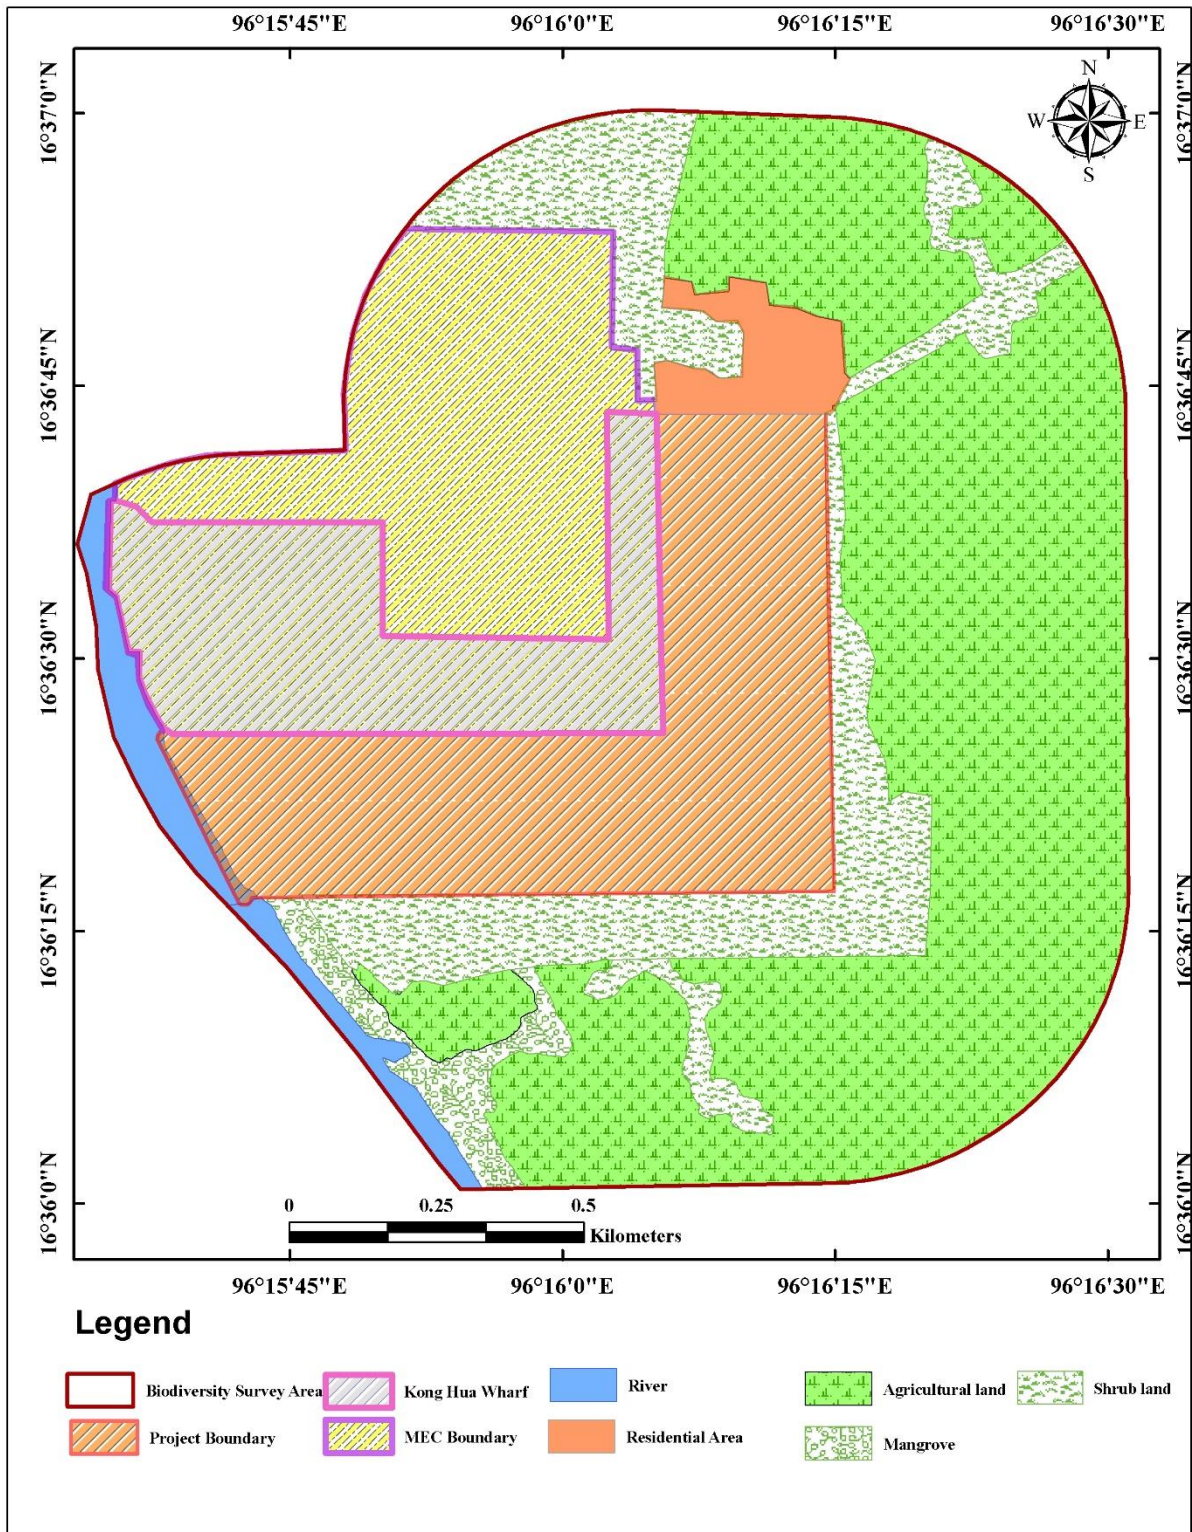 96°15'45"E 96°16'0"E 96°16'15"E 96°16'30"E
N
W E
S
16°37'0"N 16°37'0"N
16°36'45"N 16°36'45"N
16°36'30"N 16°36'30"N
16°36'15"N 16°36'15"N
16°36'0"N 16°36'0"N
0 0.25 0.5
Kilometers
96°15'45"E 96°16'0"E 96°16'15"E 96°16'30"E
Legend
Biodiversity Survey Area Kong Hua Wharf River Agricultural land Shrub land
Project Boundary MEC Boundary Residential Area Mangrove